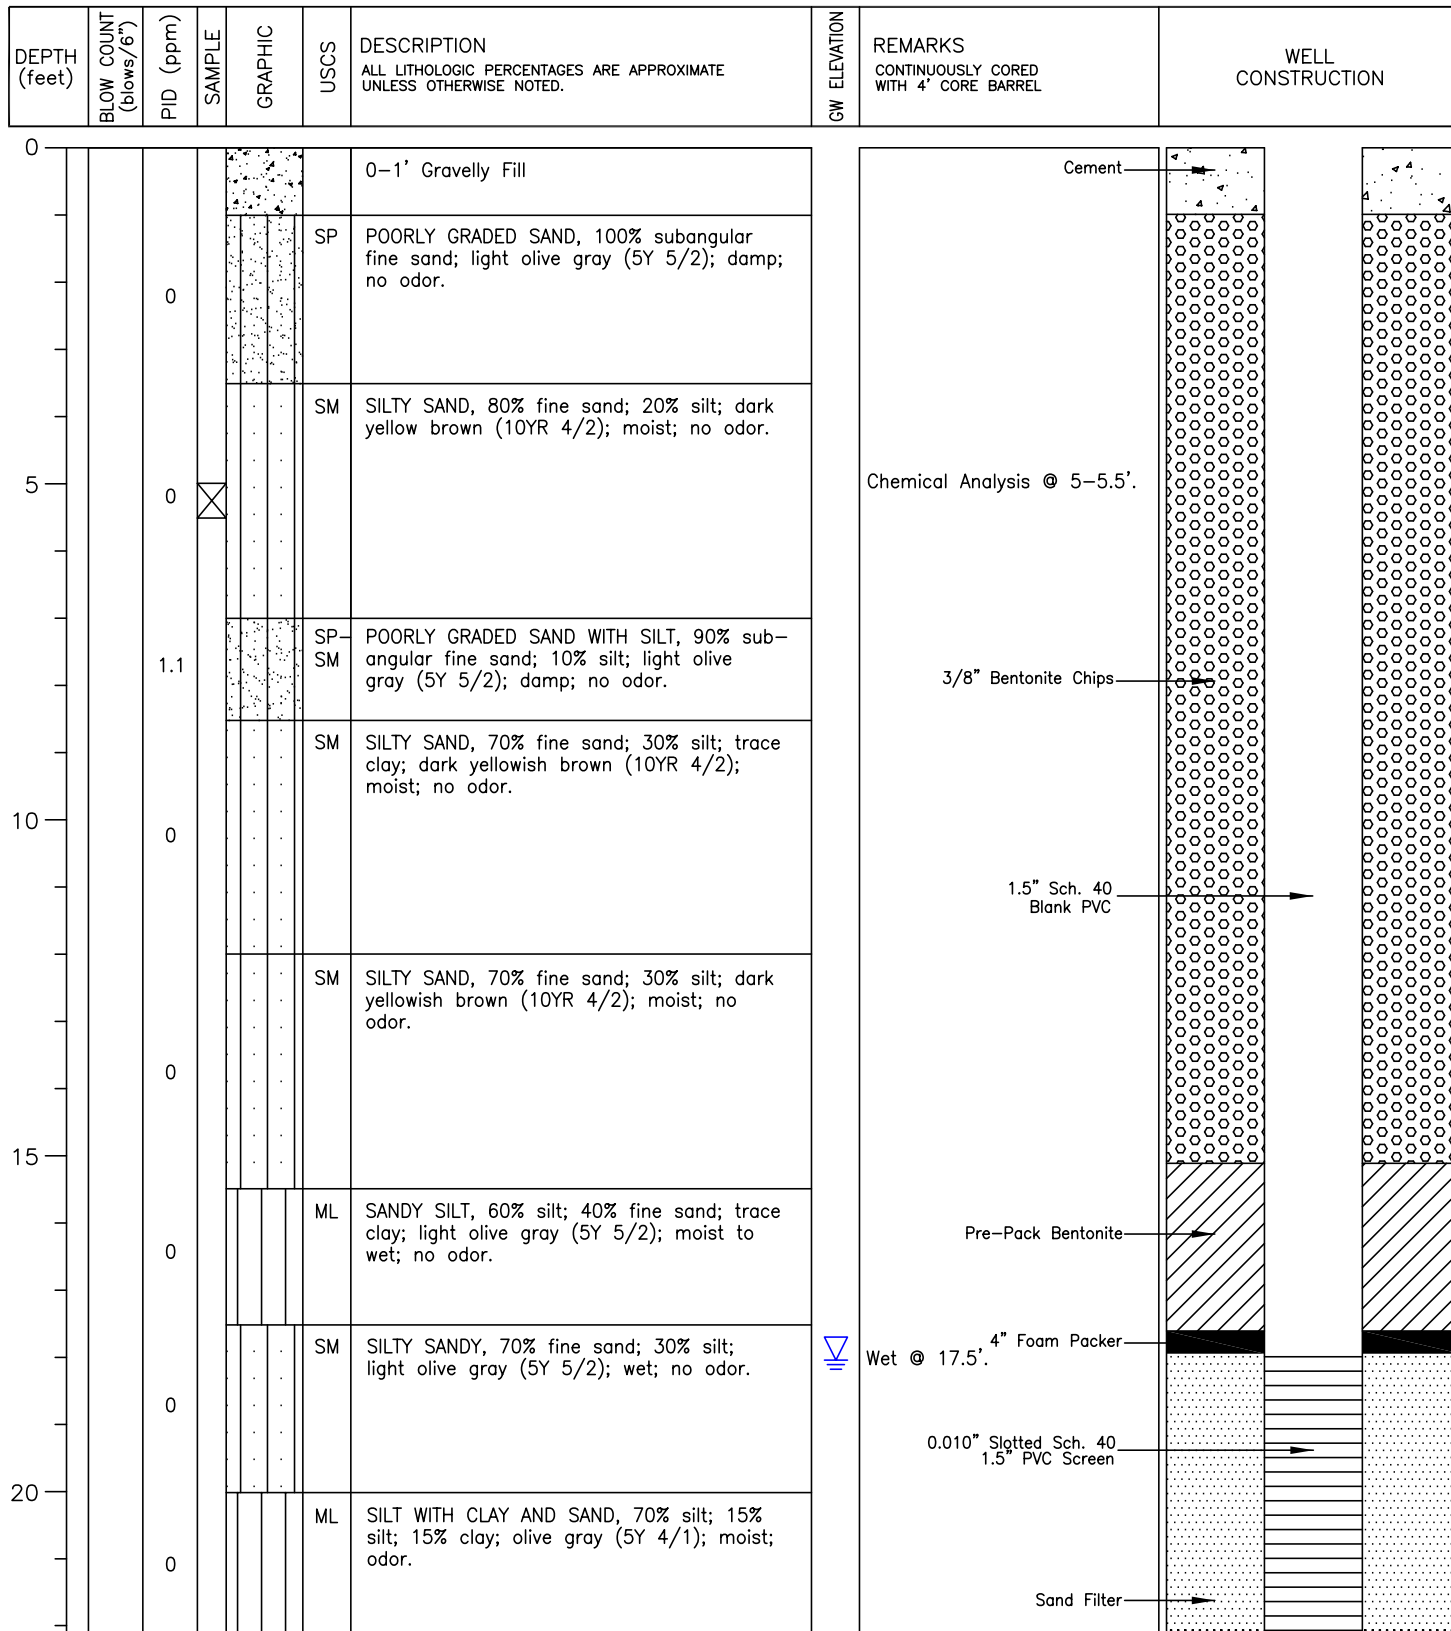 DEPTH
(feet)
BLOW COUNT
(blows/6")
PID (ppm)
SAMPLE
GRAPHIC
USCS
DESCRIPTION
ALL LITHOLOGIC PERCENTAGES ARE APPROXIMATE
UNLESS OTHERWISE NOTED.
GW ELEVATION
REMARKS
CONTINUOUSLY CORED
WITH 4' CORE BARREL
WELL
CONSTRUCTION
0
0-1' Gravelly Fill
Cement
SP
POORLY GRADED SAND, 100% subangular
fine sand; light olive gray (5Y 5/2); damp;
no odor.
0
SM
SILTY SAND, 80% fine sand; 20% silt; dark
yellow brown (10YR 4/2); moist; no odor.
5
0
Chemical Analysis @ 5-5.5'.
SP-
SM
POORLY GRADED SAND WITH SILT, 90% sub-
angular fine sand; 10% silt; light olive
gray (5Y 5/2); damp; no odor.
1.1
3/8" Bentonite Chips
SM
SILTY SAND, 70% fine sand; 30% silt; trace
clay; dark yellowish brown (10YR 4/2);
moist; no odor.
10
0
1.5" Sch. 40
Blank PVC
SM
SILTY SAND, 70% fine sand; 30% silt; dark
yellowish brown (10YR 4/2); moist; no
odor.
0
15
ML
SANDY SILT, 60% silt; 40% fine sand; trace
clay; light olive gray (5Y 5/2); moist to
wet; no odor.
0
Pre-Pack Bentonite
SM
SILTY SANDY, 70% fine sand; 30% silt;
light olive gray (5Y 5/2); wet; no odor.
0
4" Foam Packer
Wet @ 17.5'.
0.010" Slotted Sch. 40
1.5" PVC Screen
20
ML
SILT WITH CLAY AND SAND, 70% silt; 15%
silt; 15% clay; olive gray (5Y 4/1); moist;
odor.
0
Sand Filter